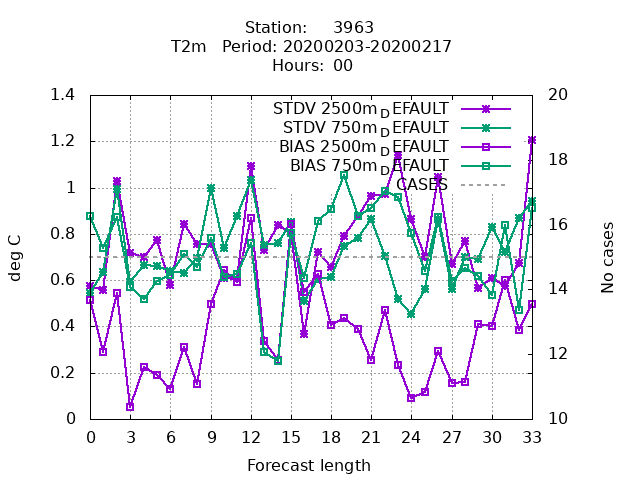 Station:     3963
T2m   Period: 20200203-20200217
Hours:  00
1.4
1.2
1
0.8
0.6
0.4
0.2
0
deg C
STDV 2500m_DEFAULT
STDV 750m_DEFAULT
BIAS 2500m_DEFAULT
BIAS 750m_DEFAULT
CASES
20
18
16
14
12
10
No cases
0 3 6 9 12 15 18 21 24 27 30 33
Forecast length